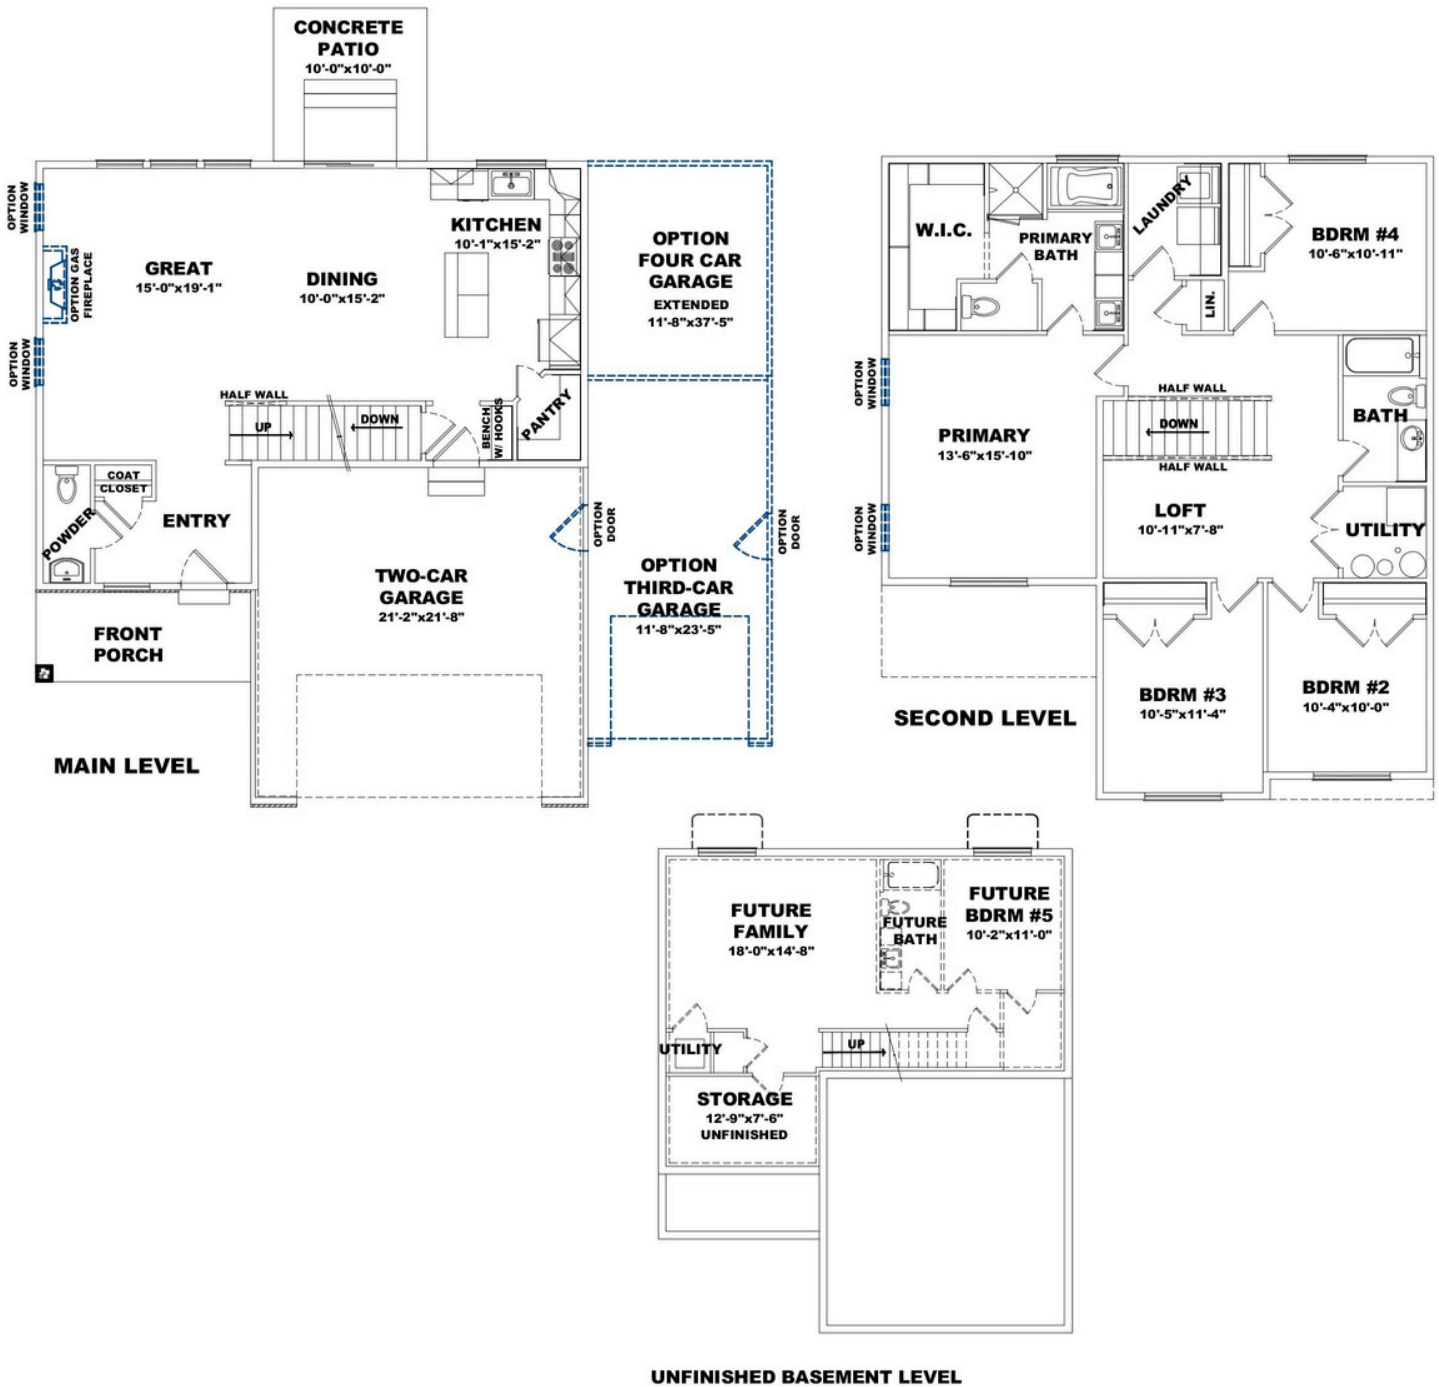 CONCRETE
PATIO
10'-0"x10'-0"
OPTION
WINDOW
OPTION GAS
FIREPLACE
OPTION
WINDOW
GREAT
15'-0"x19'-1"
DINING
10'-0"x15'-2"
KITCHEN
10'-1"x15'-2"
OPTION
FOUR CAR
GARAGE
EXTENDED
11'-8"x37'-5"
HALF WALL
UP
DOWN
BENCH
W/ HOOKS
PANTRY
COAT
CLOSET
POWDER
ENTRY
OPTION
DOOR
OPTION
DOOR
TWO-CAR
GARAGE
21'-2"x21'-8"
OPTION
THIRD-CAR
GARAGE
11'-8"x23'-5"
FRONT
PORCH
MAIN LEVEL
W.I.C.
PRIMARY
BATH
LAUNDRY
LIN.
BDRM #4
10'-6"x10'-11"
OPTION
WINDOW
HALF WALL
DOWN
HALF WALL
BATH
PRIMARY
13'-6"x15'-10"
OPTION
WINDOW
LOFT
10'-11"x7'-8"
UTILITY
BDRM #3
10'-5"x11'-4"
BDRM #2
10'-4"x10'-0"
SECOND LEVEL
FUTURE
FAMILY
18'-0"x14'-8"
FUTURE
BATH
FUTURE
BDRM #5
10'-2"x11'-0"
UTILITY
UP
STORAGE
12'-9"x7'-6"
UNFINISHED
UNFINISHED BASEMENT LEVEL